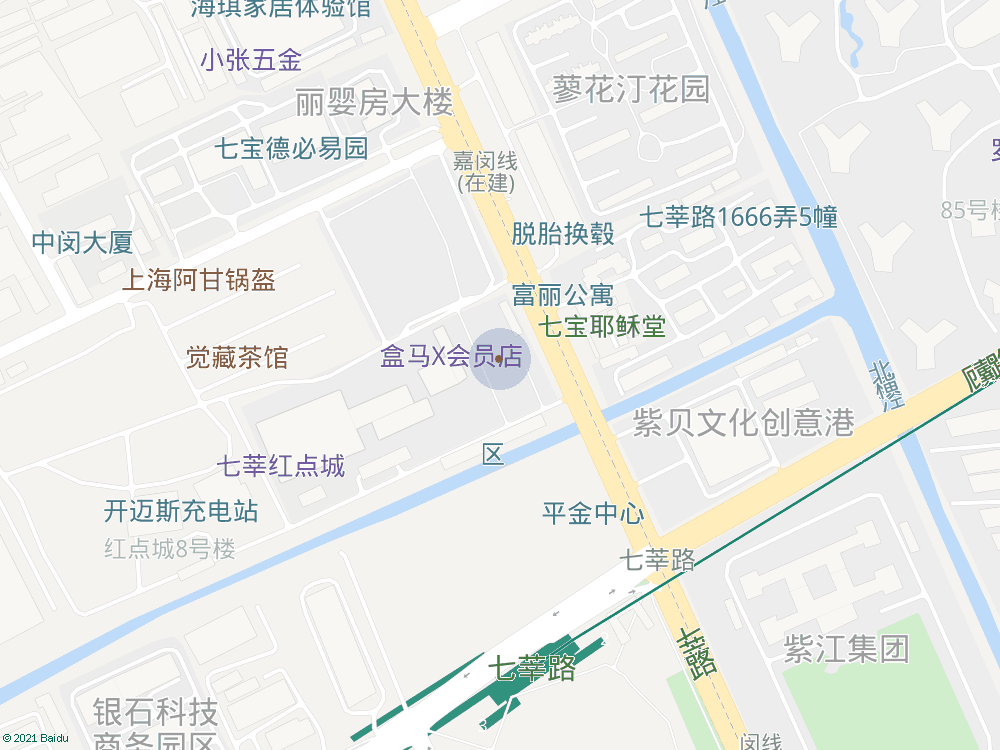 海琪家居体验馆
小张五金
丽婴房大楼
蓼花汀花园
七宝德必易园
嘉闵线
(在建)
七莘路1666弄5幢
85号楼
中闵大厦
脱胎换毂
上海阿甘锅盔
富丽公寓
七宝耶稣堂
觉藏茶馆
盒马X会员店
北横泾
紫贝文化创意港
区
七莘红点城
开迈斯充电站
平金中心
红点城8号楼
七莘路
七莘路
七莘路
紫江集团
银石科技
商务园区
闵线
© 2021 Baidu